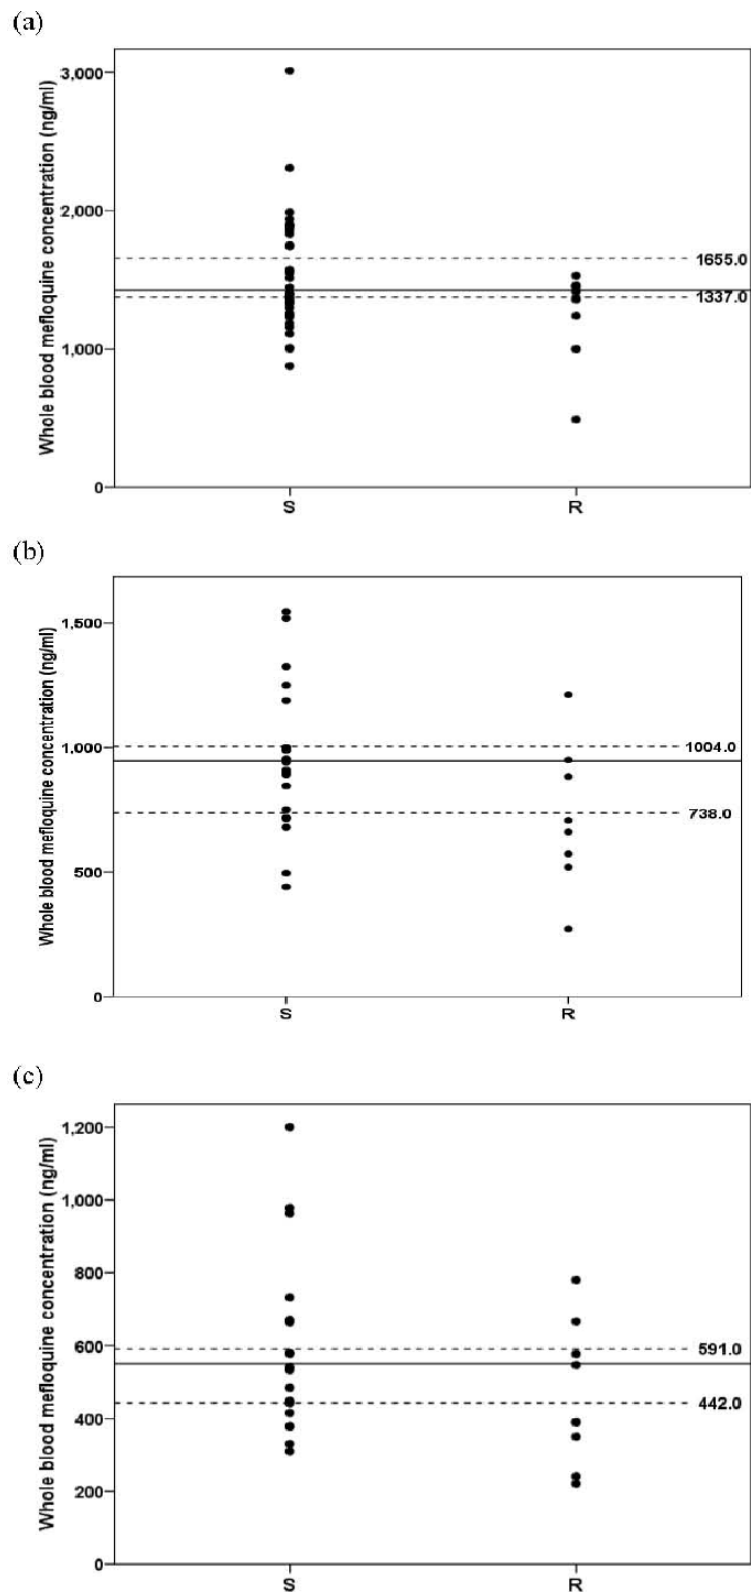 (a)
Whole blood mefloquine concentration (ng/ml)
3,000
2,000
1,000
0
1655.0
1337.0
S R
(b)
Whole blood mefloquine concentration (ng/ml)
1,500
1,000
500
0
1004.0
738.0
S R
(c)
Whole blood mefloquine concentration (ng/ml)
1,200
1,000
800
600
400
200
0
591.0
442.0
S R